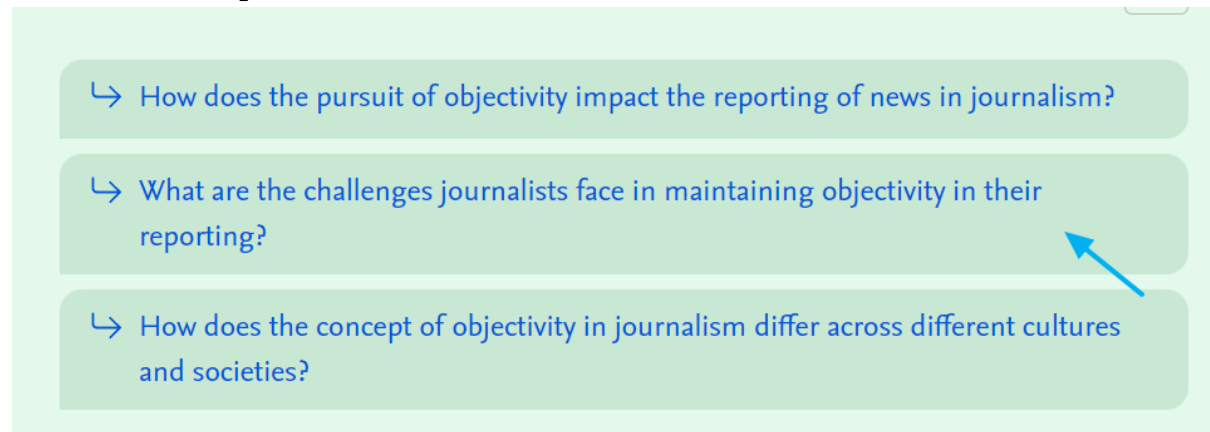 How does the pursuit of objectivity impact the reporting of news in journalism?
What are the challenges journalists face in maintaining objectivity in their
reporting?
How does the concept of objectivity in journalism differ across different cultures
and societies?